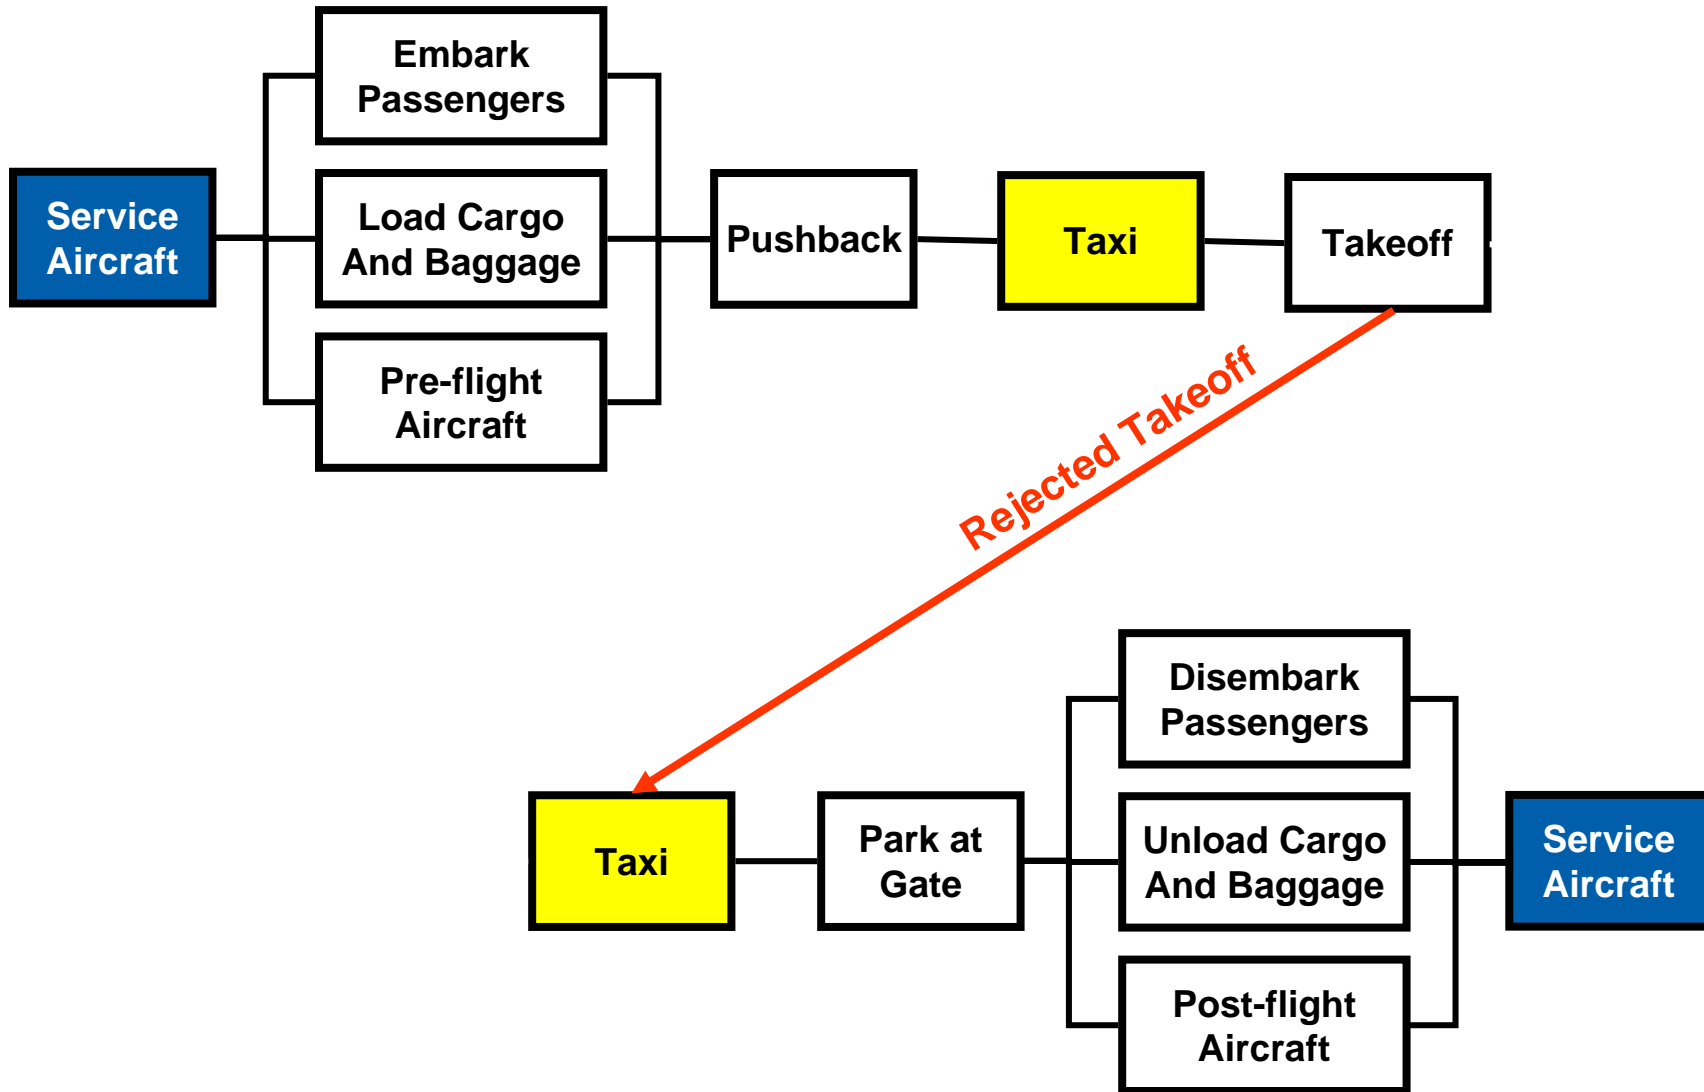 Embark
Passengers
Service
Aircraft
Load Cargo
And Baggage
Pre-flight
Aircraft
Pushback
Taxi
Takeoff
Rejected Takeoff
Taxi
Park at
Gate
Disembark
Passengers
Unload Cargo
And Baggage
Post-flight
Aircraft
Service
Aircraft